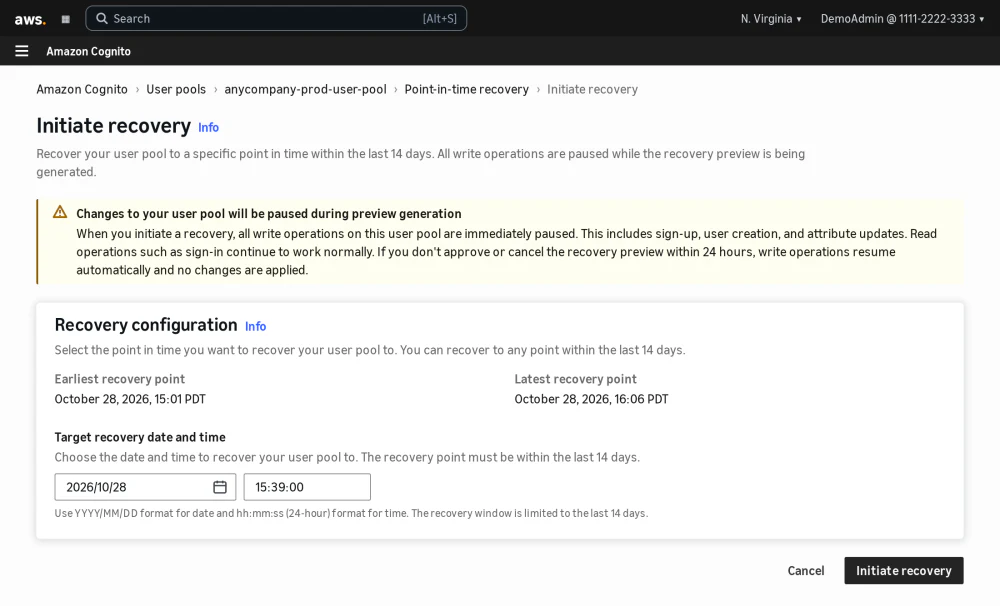 aws
Search [Alt+S] N. Virginia ▾ DemoAdmin @ 1111-2222-3333 ▾
Amazon Cognito
Amazon Cognito › User pools › anycompany-prod-user-pool › Point-in-time recovery › Initiate recovery
Initiate recovery Info
Recover your user pool to a specific point in time within the last 14 days. All write operations are paused while the recovery preview is being
generated.
Changes to your user pool will be paused during preview generation
When you initiate a recovery, all write operations on this user pool are immediately paused. This includes sign-up, user creation, and attribute updates. Read
operations such as sign-in continue to work normally. If you don't approve or cancel the recovery preview within 24 hours, write operations resume
automatically and no changes are applied.
Recovery configuration Info
Select the point in time you want to recover your user pool to. You can recover to any point within the last 14 days.
Earliest recovery point Latest recovery point
October 28, 2026, 15:01 PDT October 28, 2026, 16:06 PDT
Target recovery date and time
Choose the date and time to recover your user pool to. The recovery point must be within the last 14 days.
2026/10/28 15:39:00
Use YYYY/MM/DD format for date and hh:mm:ss (24-hour) format for time. The recovery window is limited to the last 14 days.
Cancel Initiate recovery